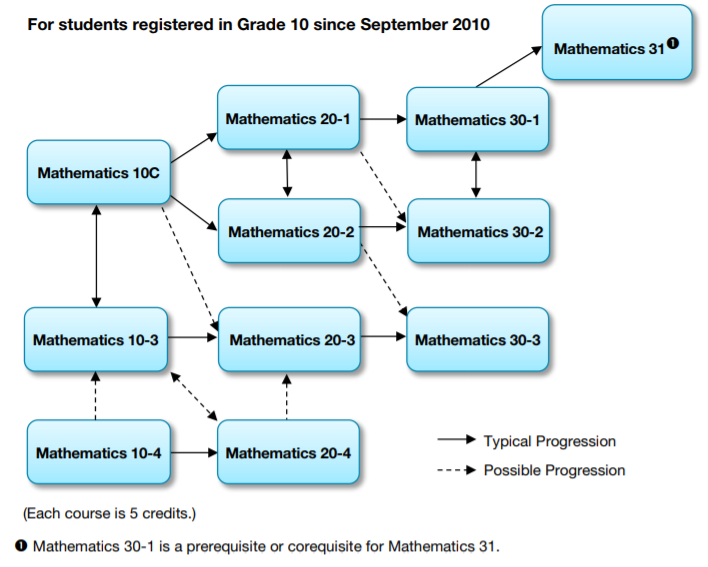 For students registered in Grade 10 since September 2010
Mathematics 31❶
Mathematics 20-1
Mathematics 30-1
Mathematics 10C
Mathematics 20-2
Mathematics 30-2
Mathematics 10-3
Mathematics 20-3
Mathematics 30-3
Mathematics 10-4
Mathematics 20-4
Typical Progression
Possible Progression
(Each course is 5 credits.)
❶ Mathematics 30-1 is a prerequisite or corequisite for Mathematics 31.